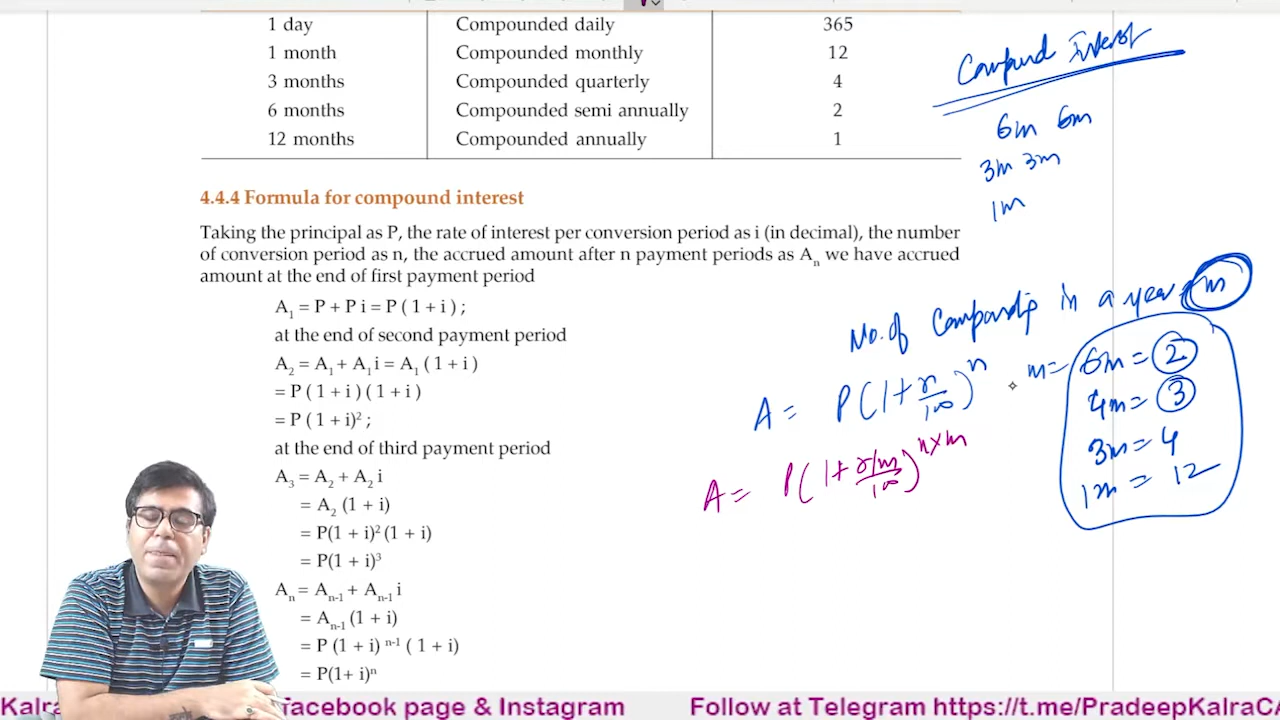 1 day Compounded daily 365
1 month Compounded monthly 12
3 months Compounded quarterly 4
6 months Compounded semi annually 2
12 months Compounded annually 1
4.4.4 Formula for compound interest
Taking the principal as P, the rate of interest per conversion period as i (in decimal), the number
of conversion period as n, the accrued amount after n payment periods as Aₙ we have accrued
amount at the end of first payment period
A₁ = P + P i = P ( 1 + i ) ;
at the end of second payment period
A₂ = A₁ + A₁ i = A₁ ( 1 + i )
= P ( 1 + i ) ( 1 + i )
= P ( 1 + i)² ;
at the end of third payment period
A₃ = A₂ + A₂ i
= A₂ (1 + i)
= P(1 + i)² (1 + i)
= P(1 + i)³
Aₙ = Aₙ₋₁ + Aₙ₋₁ i
= Aₙ₋₁ (1 + i)
= P (1 + i) ⁿ⁻¹ ( 1 + i)
= P(1+ i)ⁿ
Compound Interest
6m 6m
3m 3m
1m
No. of Compounding in a year = m
m = 6m = 2
4m = 3
3m = 4
1m = 12
A = P(1 + r/100)ⁿ
A = P(1 + r/m/100)ⁿˣᵐ
Kalra facebook page & Instagram Follow at Telegram https://t.me/PradeepKalraCA